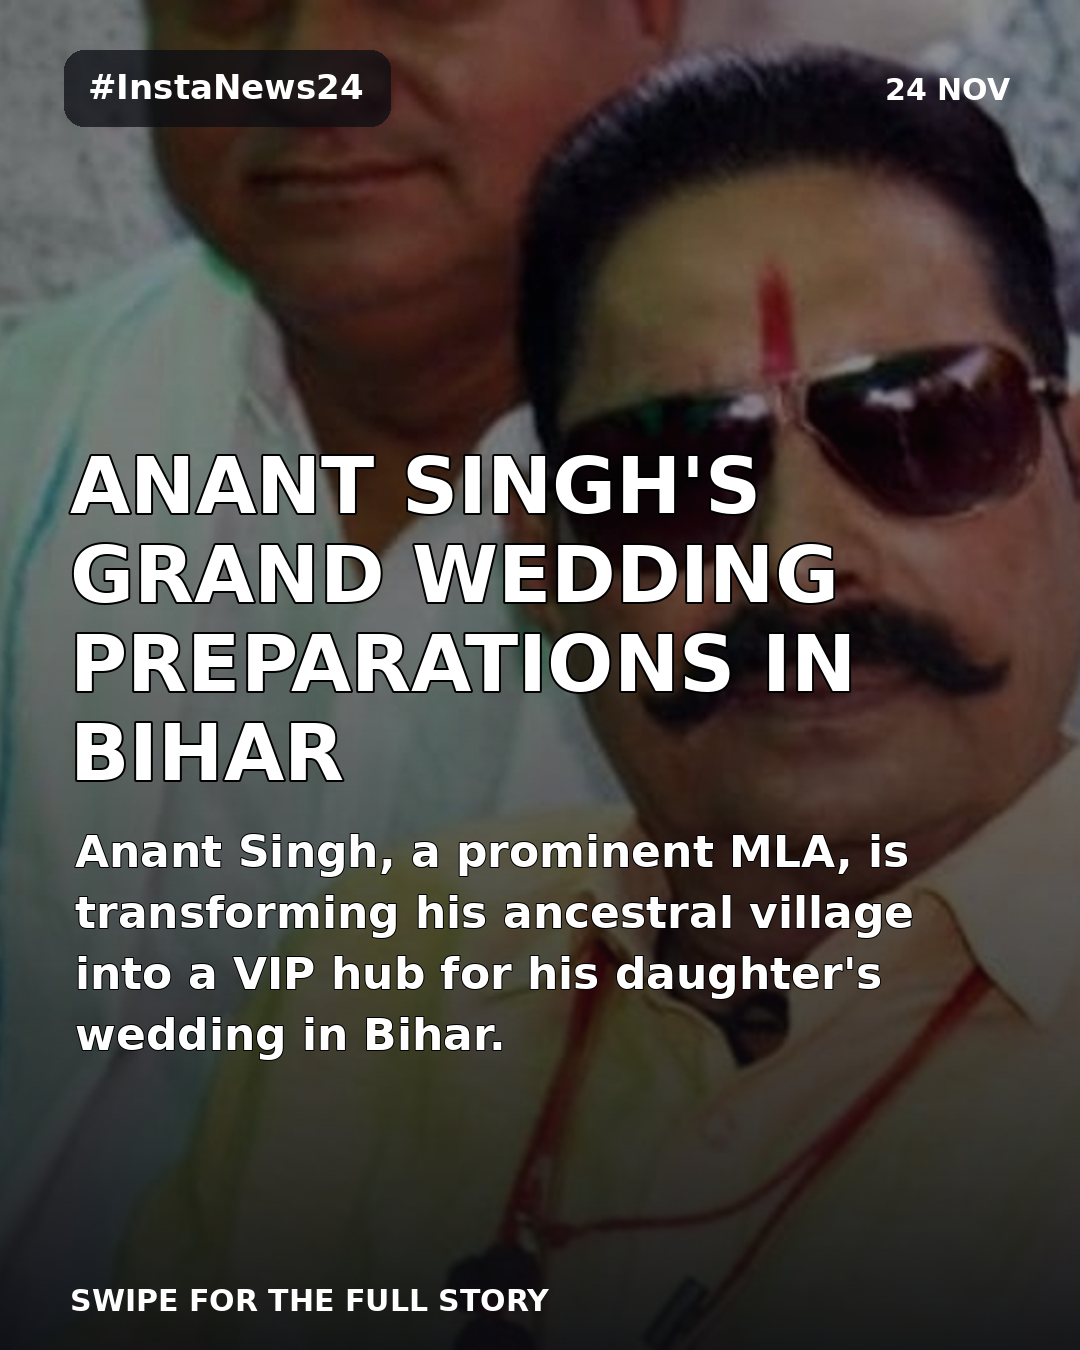 #InstaNews24
24 NOV
ANANT SINGH'S
GRAND WEDDING
PREPARATIONS IN
BIHAR
Anant Singh, a prominent MLA, is
transforming his ancestral village
into a VIP hub for his daughter's
wedding in Bihar.
SWIPE FOR THE FULL STORY